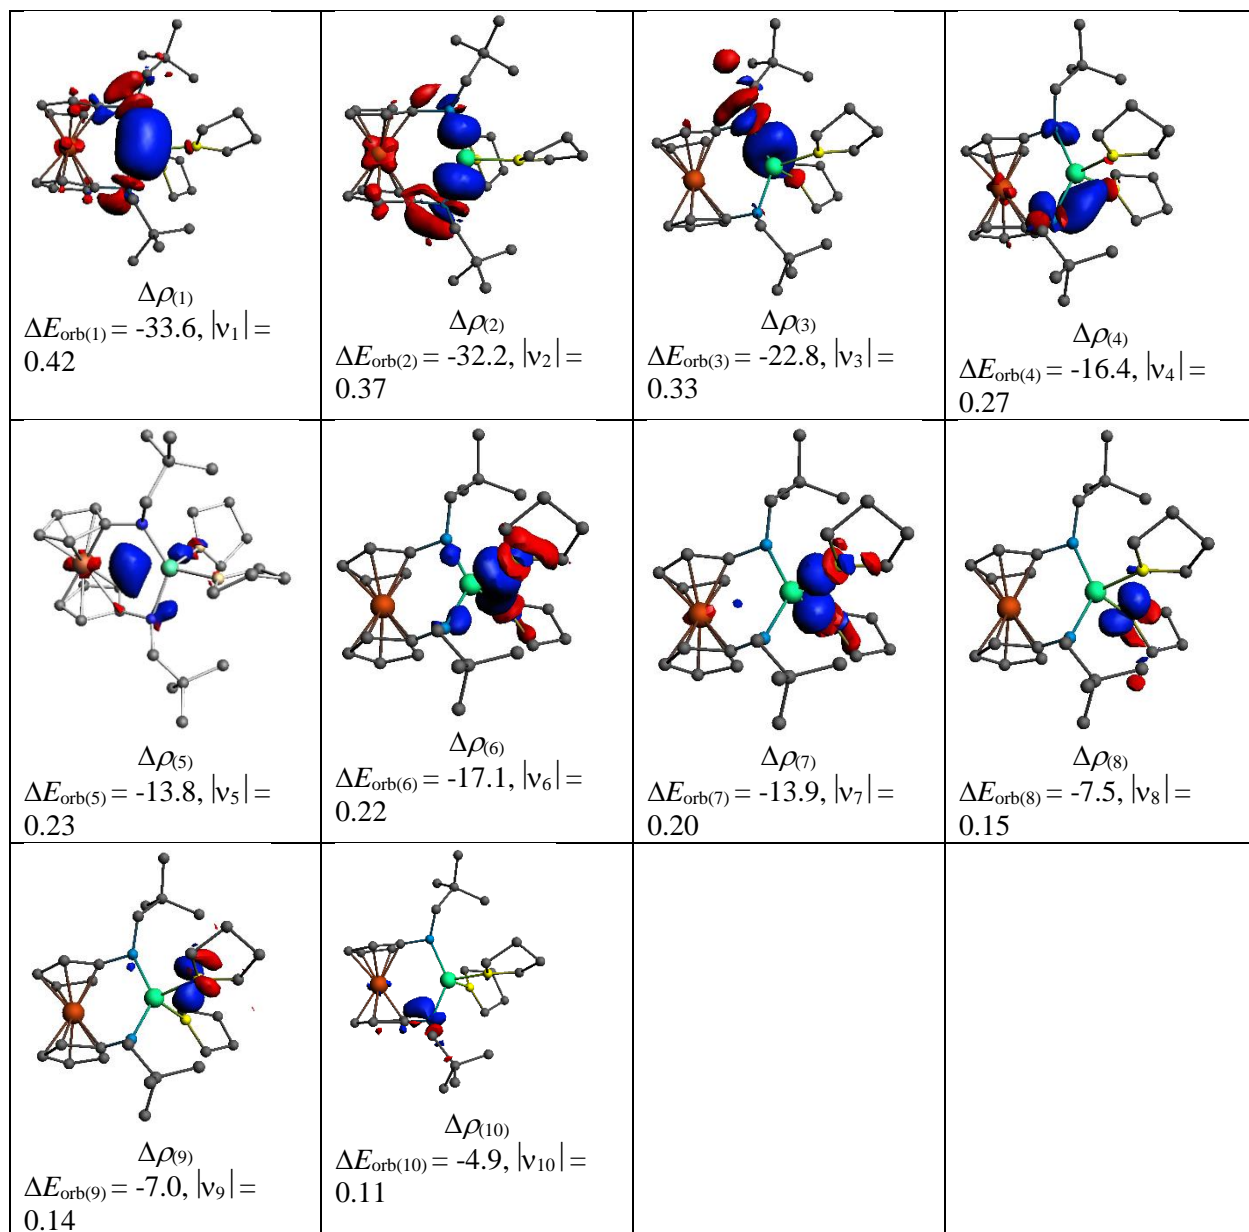 Δρ(1)
ΔEorb(1) = -33.6, |ν1| =
0.42
Δρ(2)
ΔEorb(2) = -32.2, |ν2| =
0.37
Δρ(3)
ΔEorb(3) = -22.8, |ν3| =
0.33
Δρ(4)
ΔEorb(4) = -16.4, |ν4| =
0.27
Δρ(5)
ΔEorb(5) = -13.8, |ν5| =
0.23
Δρ(6)
ΔEorb(6) = -17.1, |ν6| =
0.22
Δρ(7)
ΔEorb(7) = -13.9, |ν7| =
0.20
Δρ(8)
ΔEorb(8) = -7.5, |ν8| =
0.15
Δρ(9)
ΔEorb(9) = -7.0, |ν9| =
0.14
Δρ(10)
ΔEorb(10) = -4.9, |ν10| =
0.11